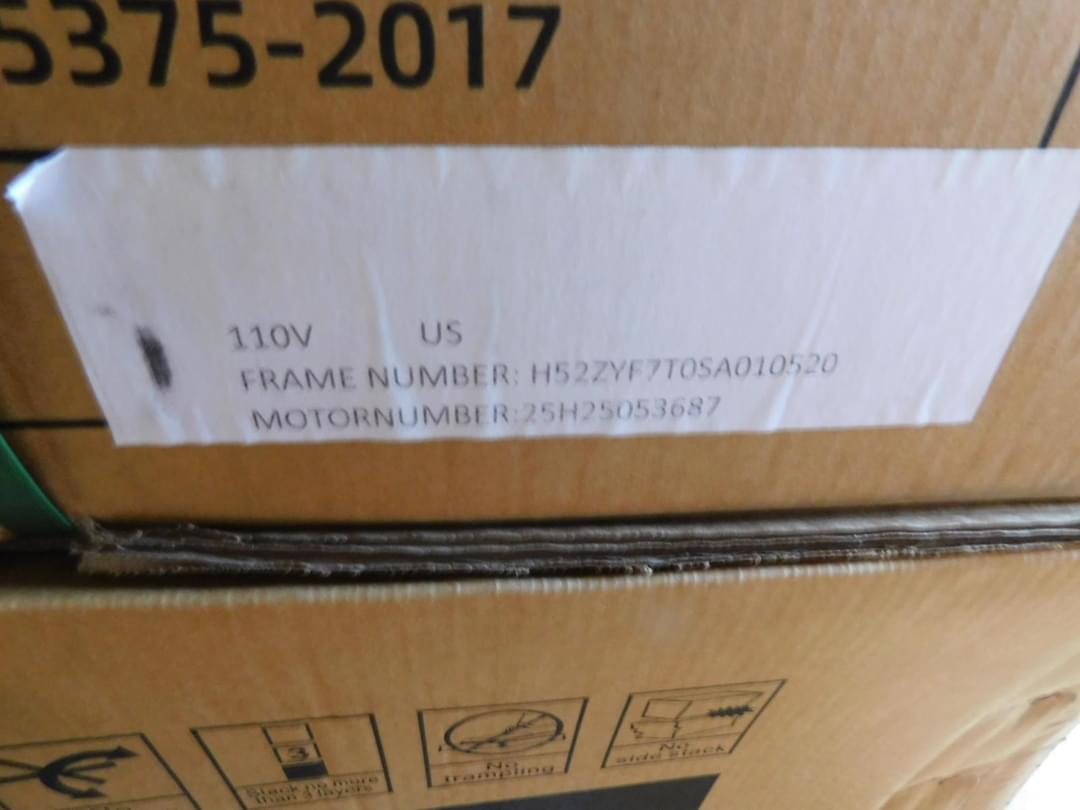 5375-2017
110V US
FRAME NUMBER: H52ZYF7T0SA010520
MOTORNUMBER:25H25053687
3
Stack no more
than 3 layers
No
trampling
No
side stack